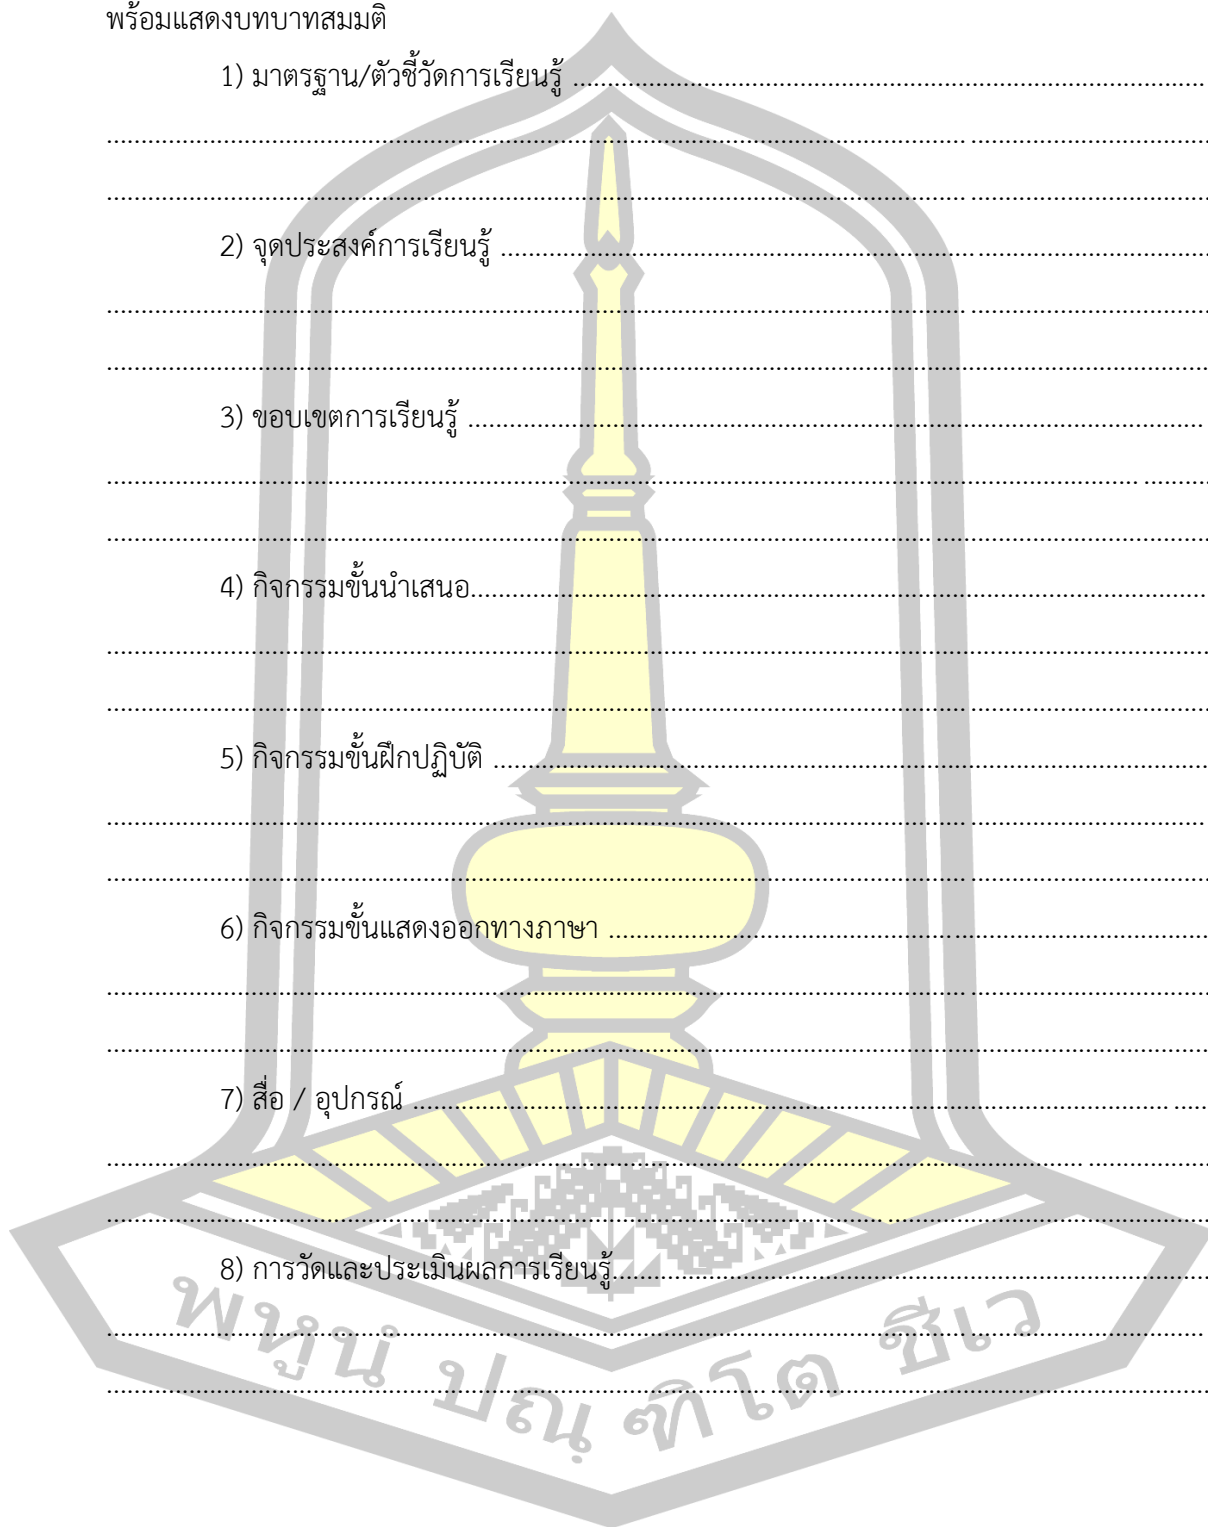 พร้อมแสดงบทบาทสมมติ
1) มาตรฐาน/ตัวชี้วัดการเรียนรู้ ............................................................................................
............................................................................................................................. ...................................
............................................................................................................................. ...................................
2) จุดประสงค์การเรียนรู้ ..................................................................... ..................................
............................................................................................................................. ...................................
............................................................ ....................................................................................................
3) ขอบเขตการเรียนรู้ ...........................................................................................................
...................................................................................................................................................... ..........
........................................................................................................................ ........................................
4) กิจกรรมขั้นนำเสนอ...........................................................................................................
...................................................................................... ..........................................................................
............................................................................................................................. ...................................
5) กิจกรรมขั้นฝึกปฏิบัติ ........................................................................................................
............................................................................................................................. ..................................
............................................................................................................................. ...................................
6) กิจกรรมขั้นแสดงออกทางภาษา .................................................. .....................................
................................................................................................................................................................
................................................................................................................................................................
7) สื่อ / อุปกรณ์ .............................................................................................................. .....
.............................................................................................................................................. ..................
................................................................................................................. ...............................................
8) การวัดและประเมินผลการเรียนรู้......................................................................................
................................................................................................................................................................
................................................................................................ ................................................................
พหูนํ ปณฺฑิโต ชีเว